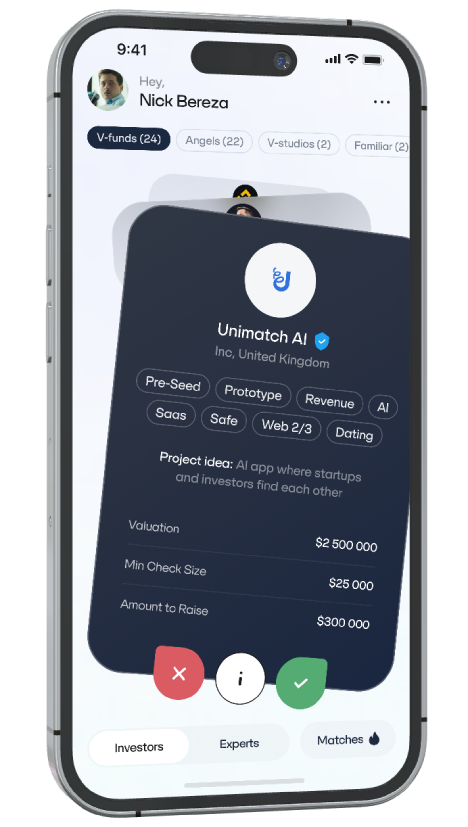 9:41
Hey,
Nick Bereza
V-funds (24) Angels (22) V-studios (2) Familiar (2)
Unimatch AI
Inc, United Kingdom
Pre-Seed Prototype Revenue AI
Saas Safe Web 2/3 Dating
Project idea: AI app where startups
and investors find each other
Valuation $2 500 000
Min Check Size $25 000
Amount to Raise $300 000
i
Investors Experts Matches